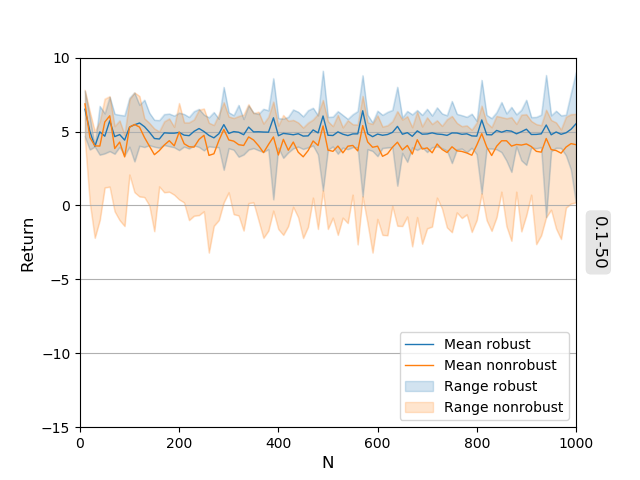 10
5
0
−5
−10
−15
Return
0
200
400
600
800
1000
N
0.1-50
Mean robust
Mean nonrobust
Range robust
Range nonrobust